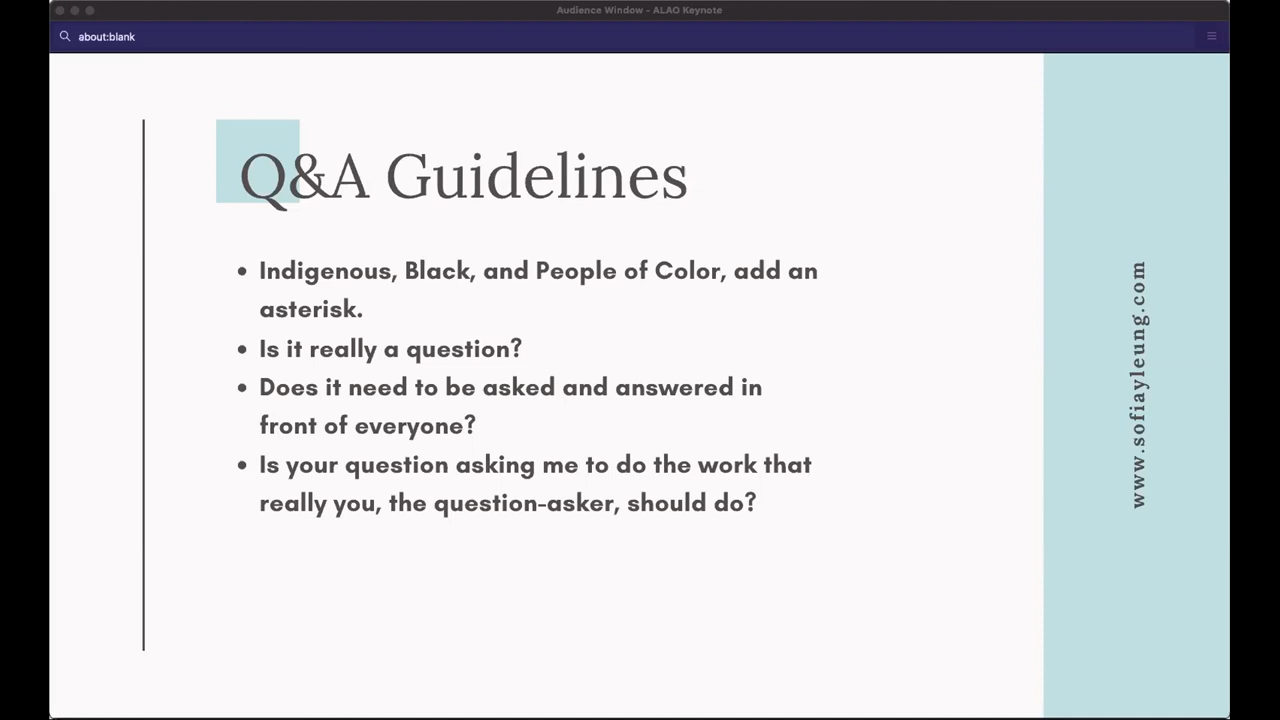 Audience Window - ALAO Keynote
about:blank
Q&A Guidelines
• Indigenous, Black, and People of Color, add an
asterisk.
• Is it really a question?
• Does it need to be asked and answered in
front of everyone?
• Is your question asking me to do the work that
really you, the question-asker, should do?
www.sofiayleung.com